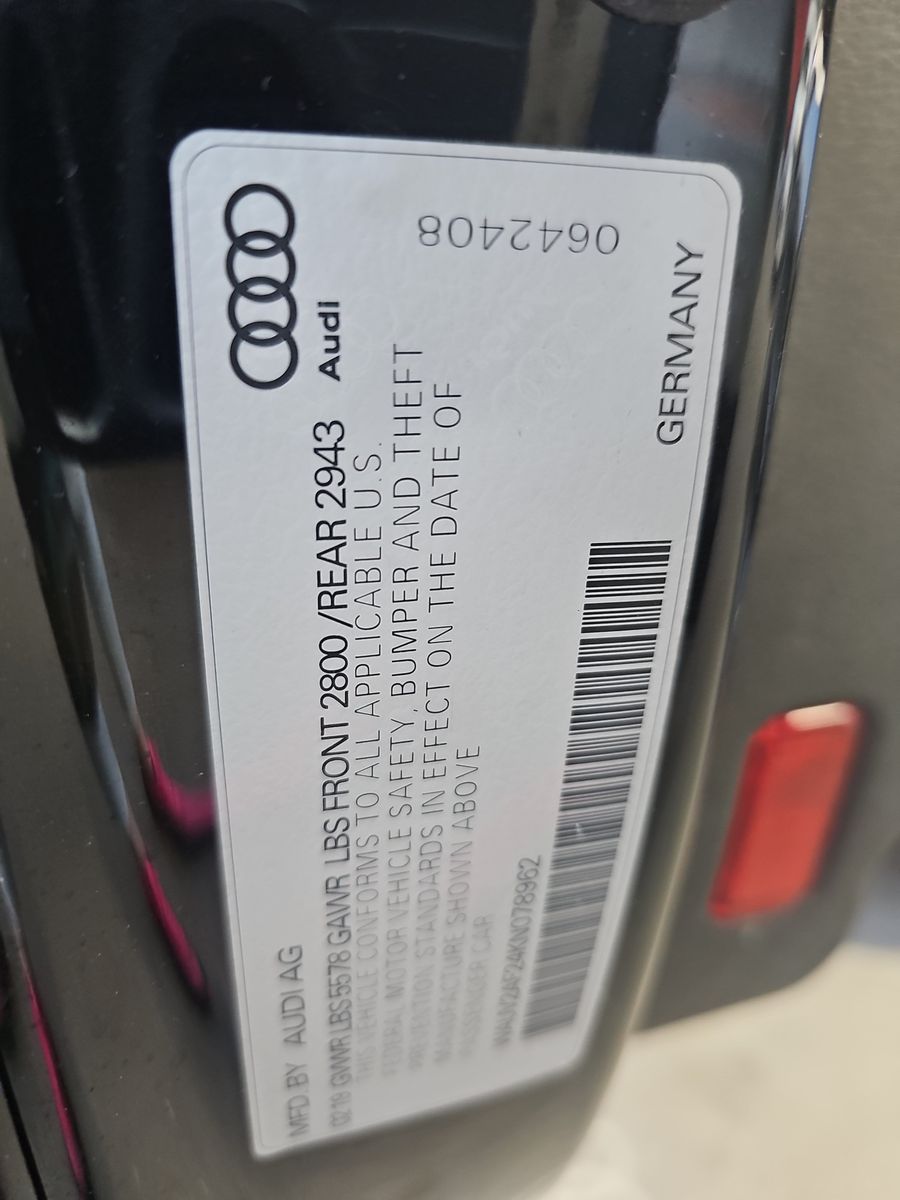 MFD. BY AUDI AG
02/19 GVWR LBS 5578 GAWR LBS FRONT 2800 /REAR 2943
Audi
THIS VEHICLE CONFORMS TO ALL APPLICABLE U.S.
FEDERAL MOTOR VEHICLE SAFETY, BUMPER AND THEFT
PREVENTION STANDARDS IN EFFECT ON THE DATE OF
MANUFACTURE SHOWN ABOVE
PASSENGER CAR
0642408
GERMANY